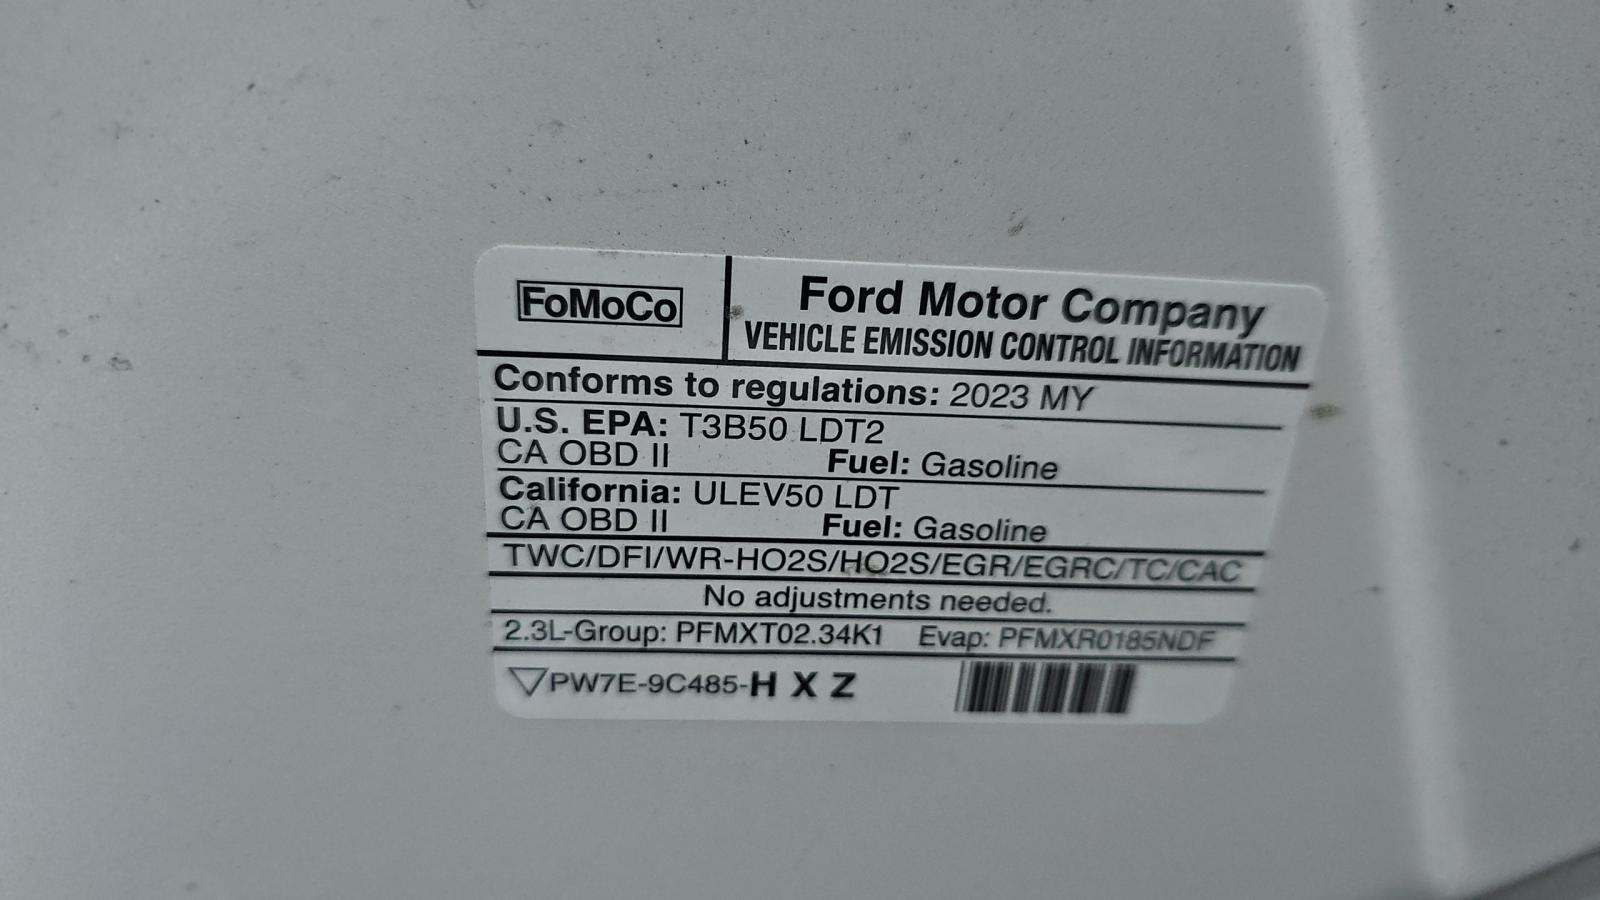 FoMoCo
Ford Motor Company
VEHICLE EMISSION CONTROL INFORMATION
Conforms to regulations: 2023 MY
U.S. EPA: T3B50 LDT2
CA OBD II Fuel: Gasoline
California: ULEV50 LDT
CA OBD II Fuel: Gasoline
TWC/DFI/WR-HO2S/HO2S/EGR/EGRC/TC/CAC
No adjustments needed.
2.3L-Group: PFMXT02.34K1 Evap: PFMXR0185NDF
PW7E-9C485-H X Z